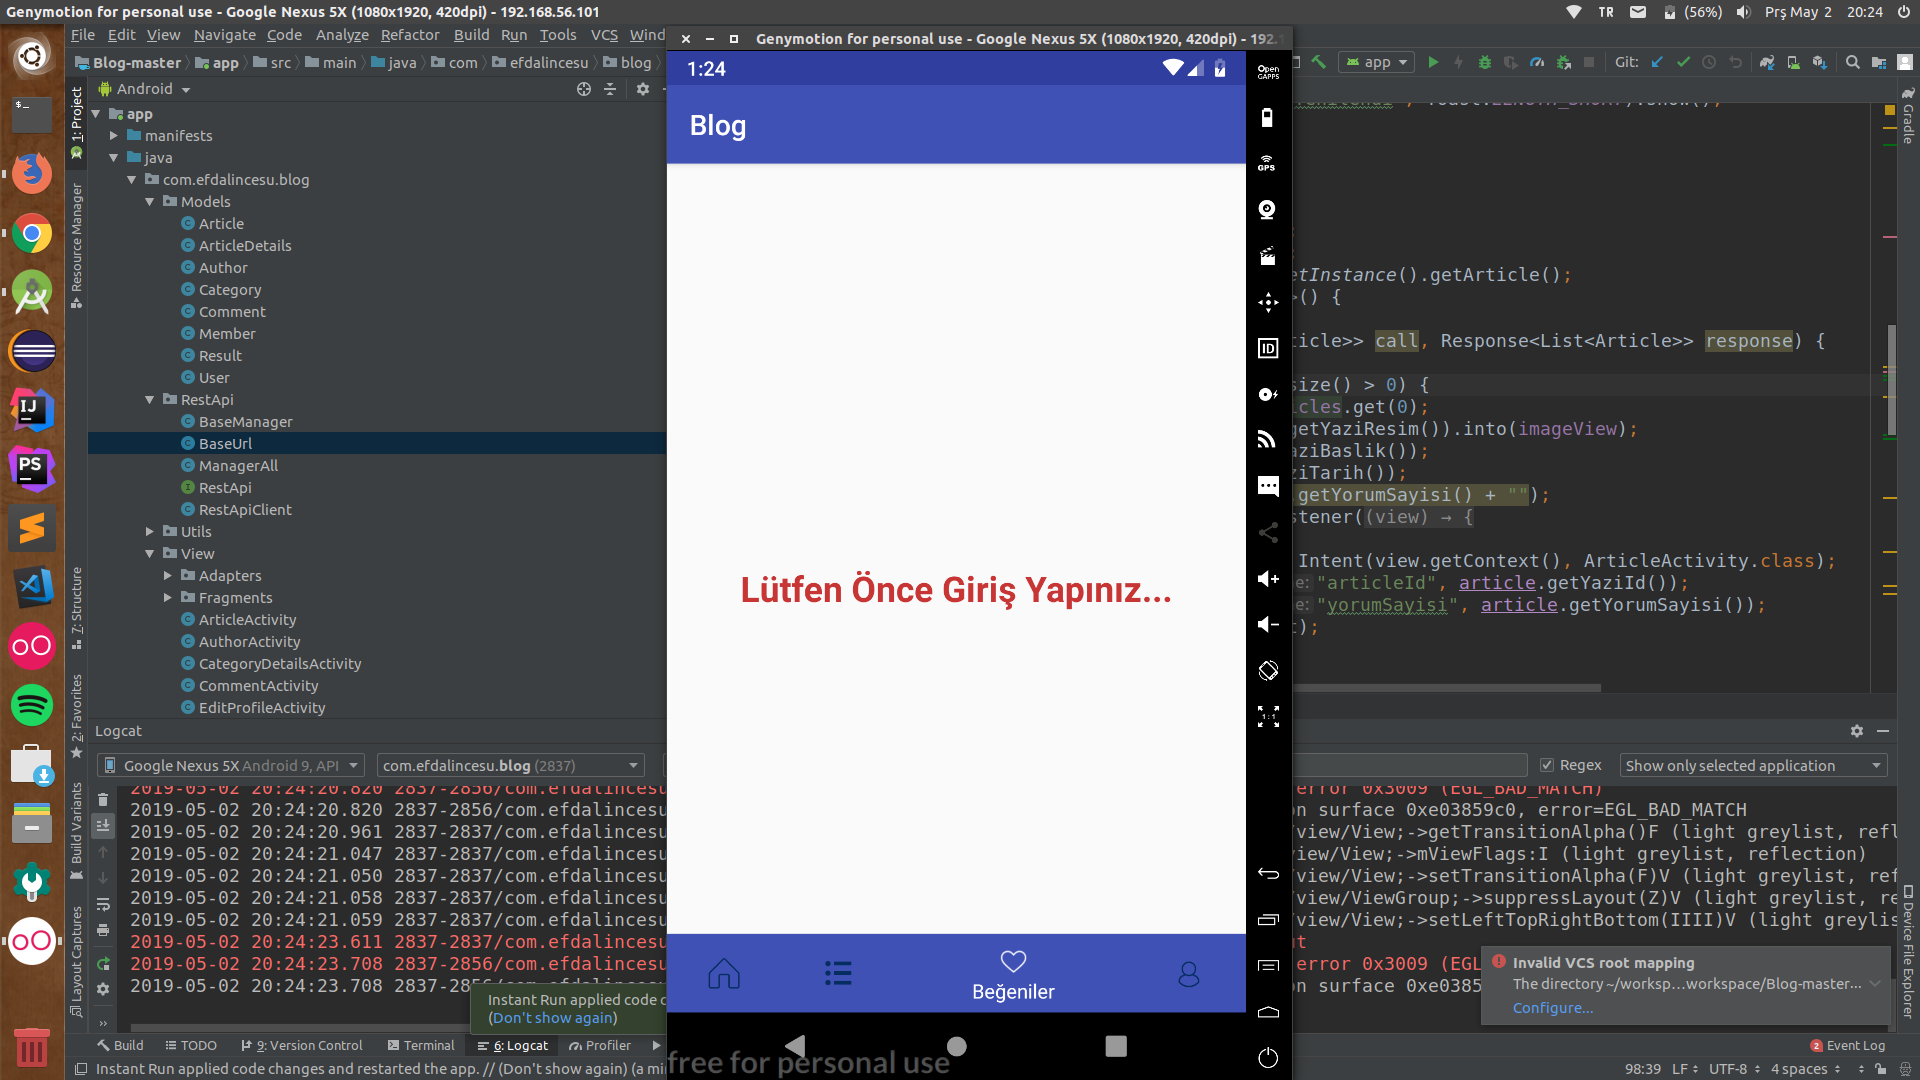 Genymotion for personal use - Google Nexus 5X (1080x1920, 420dpi) - 192.168.56.101
TR (56%) Prş May 2 20:24
File Edit View Navigate Code Analyze Refactor Build Run Tools VCS Wind
Genymotion for personal use - Google Nexus 5X (1080x1920, 420dpi) - 192.
Blog-master app src main java com efdalincesu blog
app Git:
1: Project
Resource Manager
7: Structure
2: Favorites
Build Variants
Layout Captures
Android
app
manifests
java
com.efdalincesu.blog
Models
Article
ArticleDetails
Author
Category
Comment
Member
Result
User
RestApi
BaseManager
BaseUrl
ManagerAll
RestApi
RestApiClient
Utils
View
Adapters
Fragments
ArticleActivity
AuthorActivity
CategoryDetailsActivity
CommentActivity
EditProfileActivity
1:24
Blog
Lütfen Önce Giriş Yapınız...
Beğeniler
free for personal use
Open
GAPPS
GPS
ID
1:1
etInstance().getArticle();
>() {
ticle>> call, Response<List<Article>> response) {
size() > 0) {
icles.get(0);
getYaziResim()).into(imageView);
aziBaslik());
ziTarih());
.getYorumSayisi() + "");
stener((view) → {
Intent(view.getContext(), ArticleActivity.class);
e: "articleId", article.getYaziId());
e: "yorumSayisi", article.getYorumSayisi());
t);
Gradle
Device File Explorer
Logcat
Google Nexus 5X Android 9, API
com.efdalincesu.blog (2837)
Regex
Show only selected application
2019-05-02 20:24:20.820 2837-2856/com.efdalincesu error 0x3009 (EGL_BAD_MATCH)
2019-05-02 20:24:20.820 2837-2856/com.efdalincesu on surface 0xe03859c0, error=EGL_BAD_MATCH
2019-05-02 20:24:20.961 2837-2837/com.efdalincesu /view/View;->getTransitionAlpha()F (light greylist, refl
2019-05-02 20:24:21.047 2837-2837/com.efdalincesu view/View;->mViewFlags:I (light greylist, reflection)
2019-05-02 20:24:21.050 2837-2837/com.efdalincesu /view/View;->setTransitionAlpha(F)V (light greylist, ref
2019-05-02 20:24:21.058 2837-2837/com.efdalincesu /view/ViewGroup;->suppressLayout(Z)V (light greylist, re
2019-05-02 20:24:21.059 2837-2837/com.efdalincesu /view/View;->setLeftTopRightBottom(IIII)V (light greylis
2019-05-02 20:24:23.611 2837-2837/com.efdalincesu ut
2019-05-02 20:24:23.708 2837-2856/com.efdalincesu error 0x3009 (EGL
2019-05-02 20:24:23.708 2837-2856/com.efdalincesu on surface 0xe0385
Instant Run applied code c
(Don't show again)
Invalid VCS root mapping
The directory ~/worksp...workspace/Blog-master...
Configure...
Build TODO 9: Version Control Terminal 6: Logcat Profiler
2 Event Log
Instant Run applied code changes and restarted the app. // (Don't show again) (a mi
98:39 LF UTF-8 4 spaces